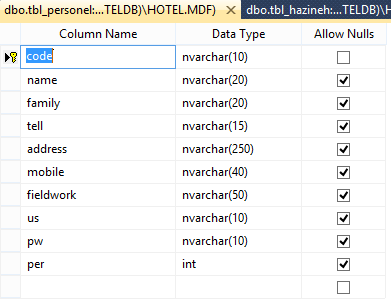 dbo.tbl_personel:...TELDB)\HOTEL.MDF) dbo.tbl_hazineh:...TELDB)\HOTEL
Column Name Data Type Allow Nulls
code nvarchar(10)
name nvarchar(20)
family nvarchar(20)
tell nvarchar(15)
address nvarchar(250)
mobile nvarchar(40)
fieldwork nvarchar(50)
us nvarchar(10)
pw nvarchar(10)
per int